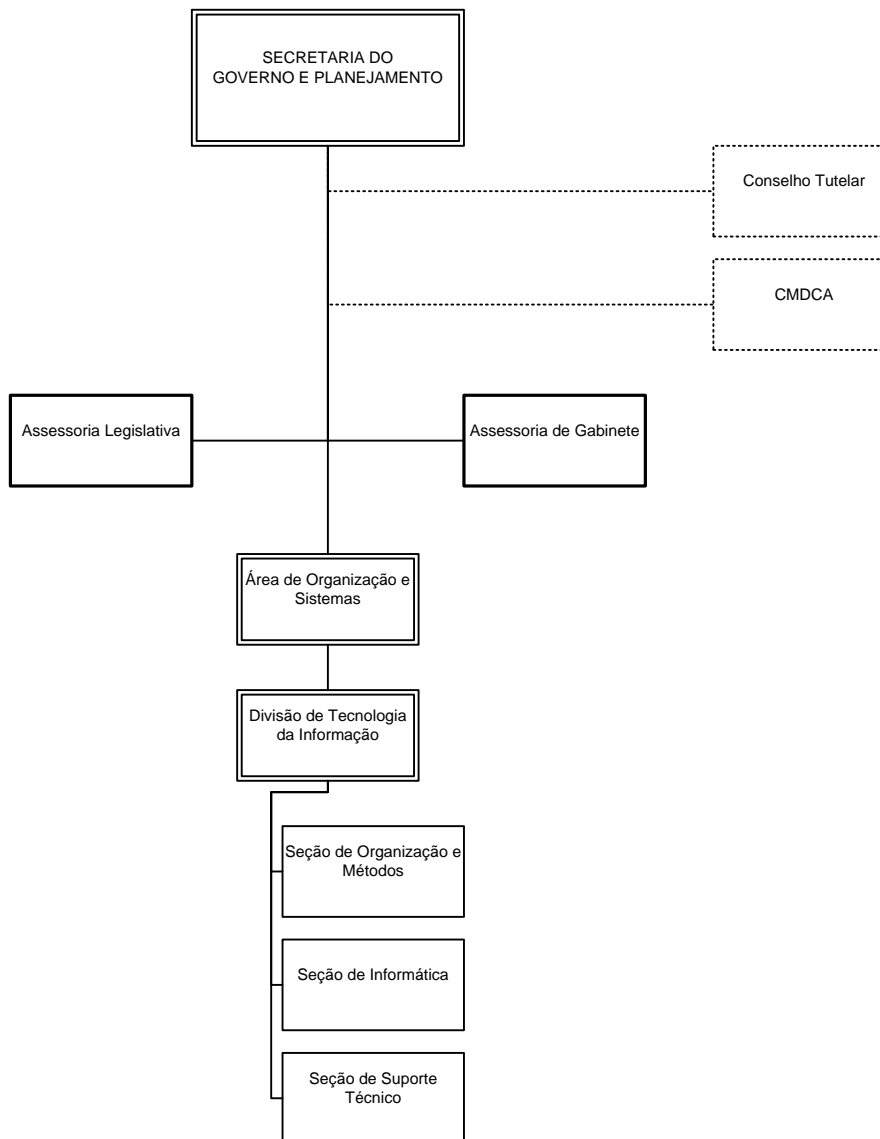 SECRETARIA DO
GOVERNO E PLANEJAMENTO
Conselho Tutelar
CMDCA
Assessoria Legislativa
Assessoria de Gabinete
Área de Organização e
Sistemas
Divisão de Tecnologia
da Informação
Seção de Organização e
Métodos
Seção de Informática
Seção de Suporte
Técnico